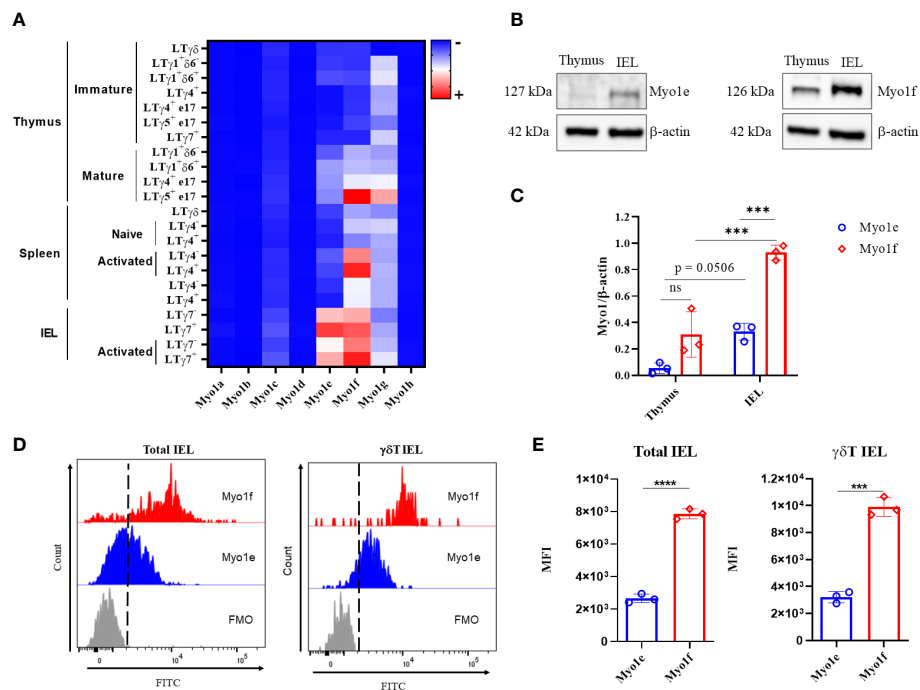 A
Thymus
Immature
Mature
Spleen
Naive
Activated
IEL
Activated
LTγδ
LTγ1⁺δ6⁻
LTγ1⁺δ6⁺
LTγ4⁺
LTγ4⁺ e17
LTγ5⁺ e17
LTγ7⁺
LTγ1⁺δ6⁻
LTγ1⁺δ6⁺
LTγ4⁺ e17
LTγ5⁺ e17
LTγδ
LTγ4⁻
LTγ4⁺
LTγ4⁻
LTγ4⁺
LTγ4⁻
LTγ4⁺
LTγ7⁻
LTγ7⁺
LTγ7⁻
LTγ7⁺
-
+
Myo1a Myo1b Myo1c Myo1d Myo1e Myo1f Myo1g Myo1h
B
Thymus IEL
127 kDa Myo1e
42 kDa β-actin
Thymus IEL
126 kDa Myo1f
42 kDa β-actin
C
Myo1/β-actin
1.2
1.0
0.8
0.6
0.4
0.2
0.0
ns
p = 0.0506
***
***
Thymus IEL
Myo1e
Myo1f
D
Total IEL
Count
Myo1f
Myo1e
FMO
0 10⁴ 10⁵
FITC
γδT IEL
Count
Myo1f
Myo1e
FMO
0 10⁴ 10⁵
FITC
E
Total IEL
MFI
1×10⁴
8×10³
6×10³
4×10³
2×10³
0
****
Myo1e Myo1f
γδT IEL
MFI
1.2×10⁴
1×10⁴
8×10³
6×10³
4×10³
2×10³
0
***
Myo1e Myo1f